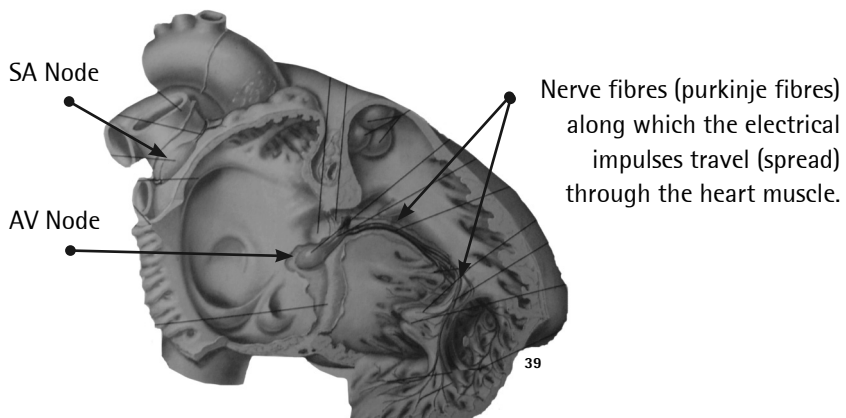 SA Node
Nerve fibres (purkinje fibres)
along which the electrical
impulses travel (spread)
through the heart muscle.
AV Node
39